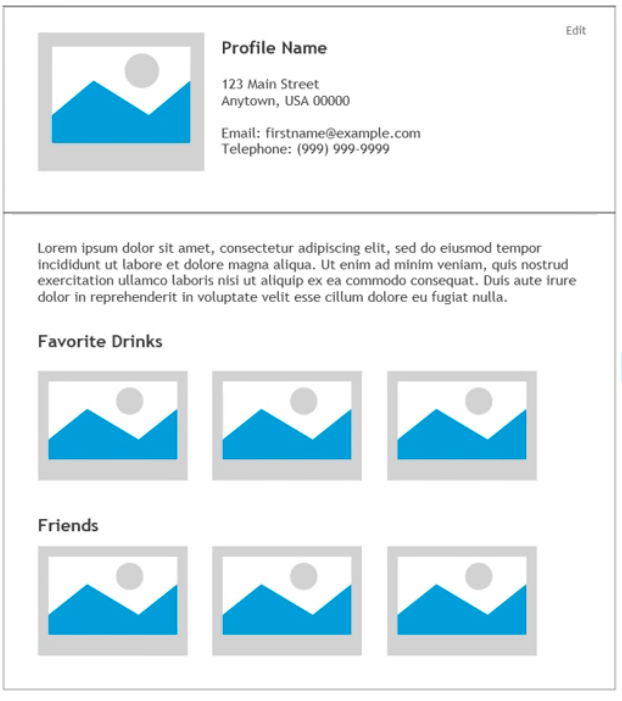 Edit
Profile Name
123 Main Street
Anytown, USA 00000
Email: firstname@example.com
Telephone: (999) 999-9999
Lorem ipsum dolor sit amet, consectetur adipiscing elit, sed do eiusmod tempor
incididunt ut labore et dolore magna aliqua. Ut enim ad minim veniam, quis nostrud
exercitation ullamco laboris nisi ut aliquip ex ea commodo consequat. Duis aute irure
dolor in reprehenderit in voluptate velit esse cillum dolore eu fugiat nulla.
Favorite Drinks
Friends